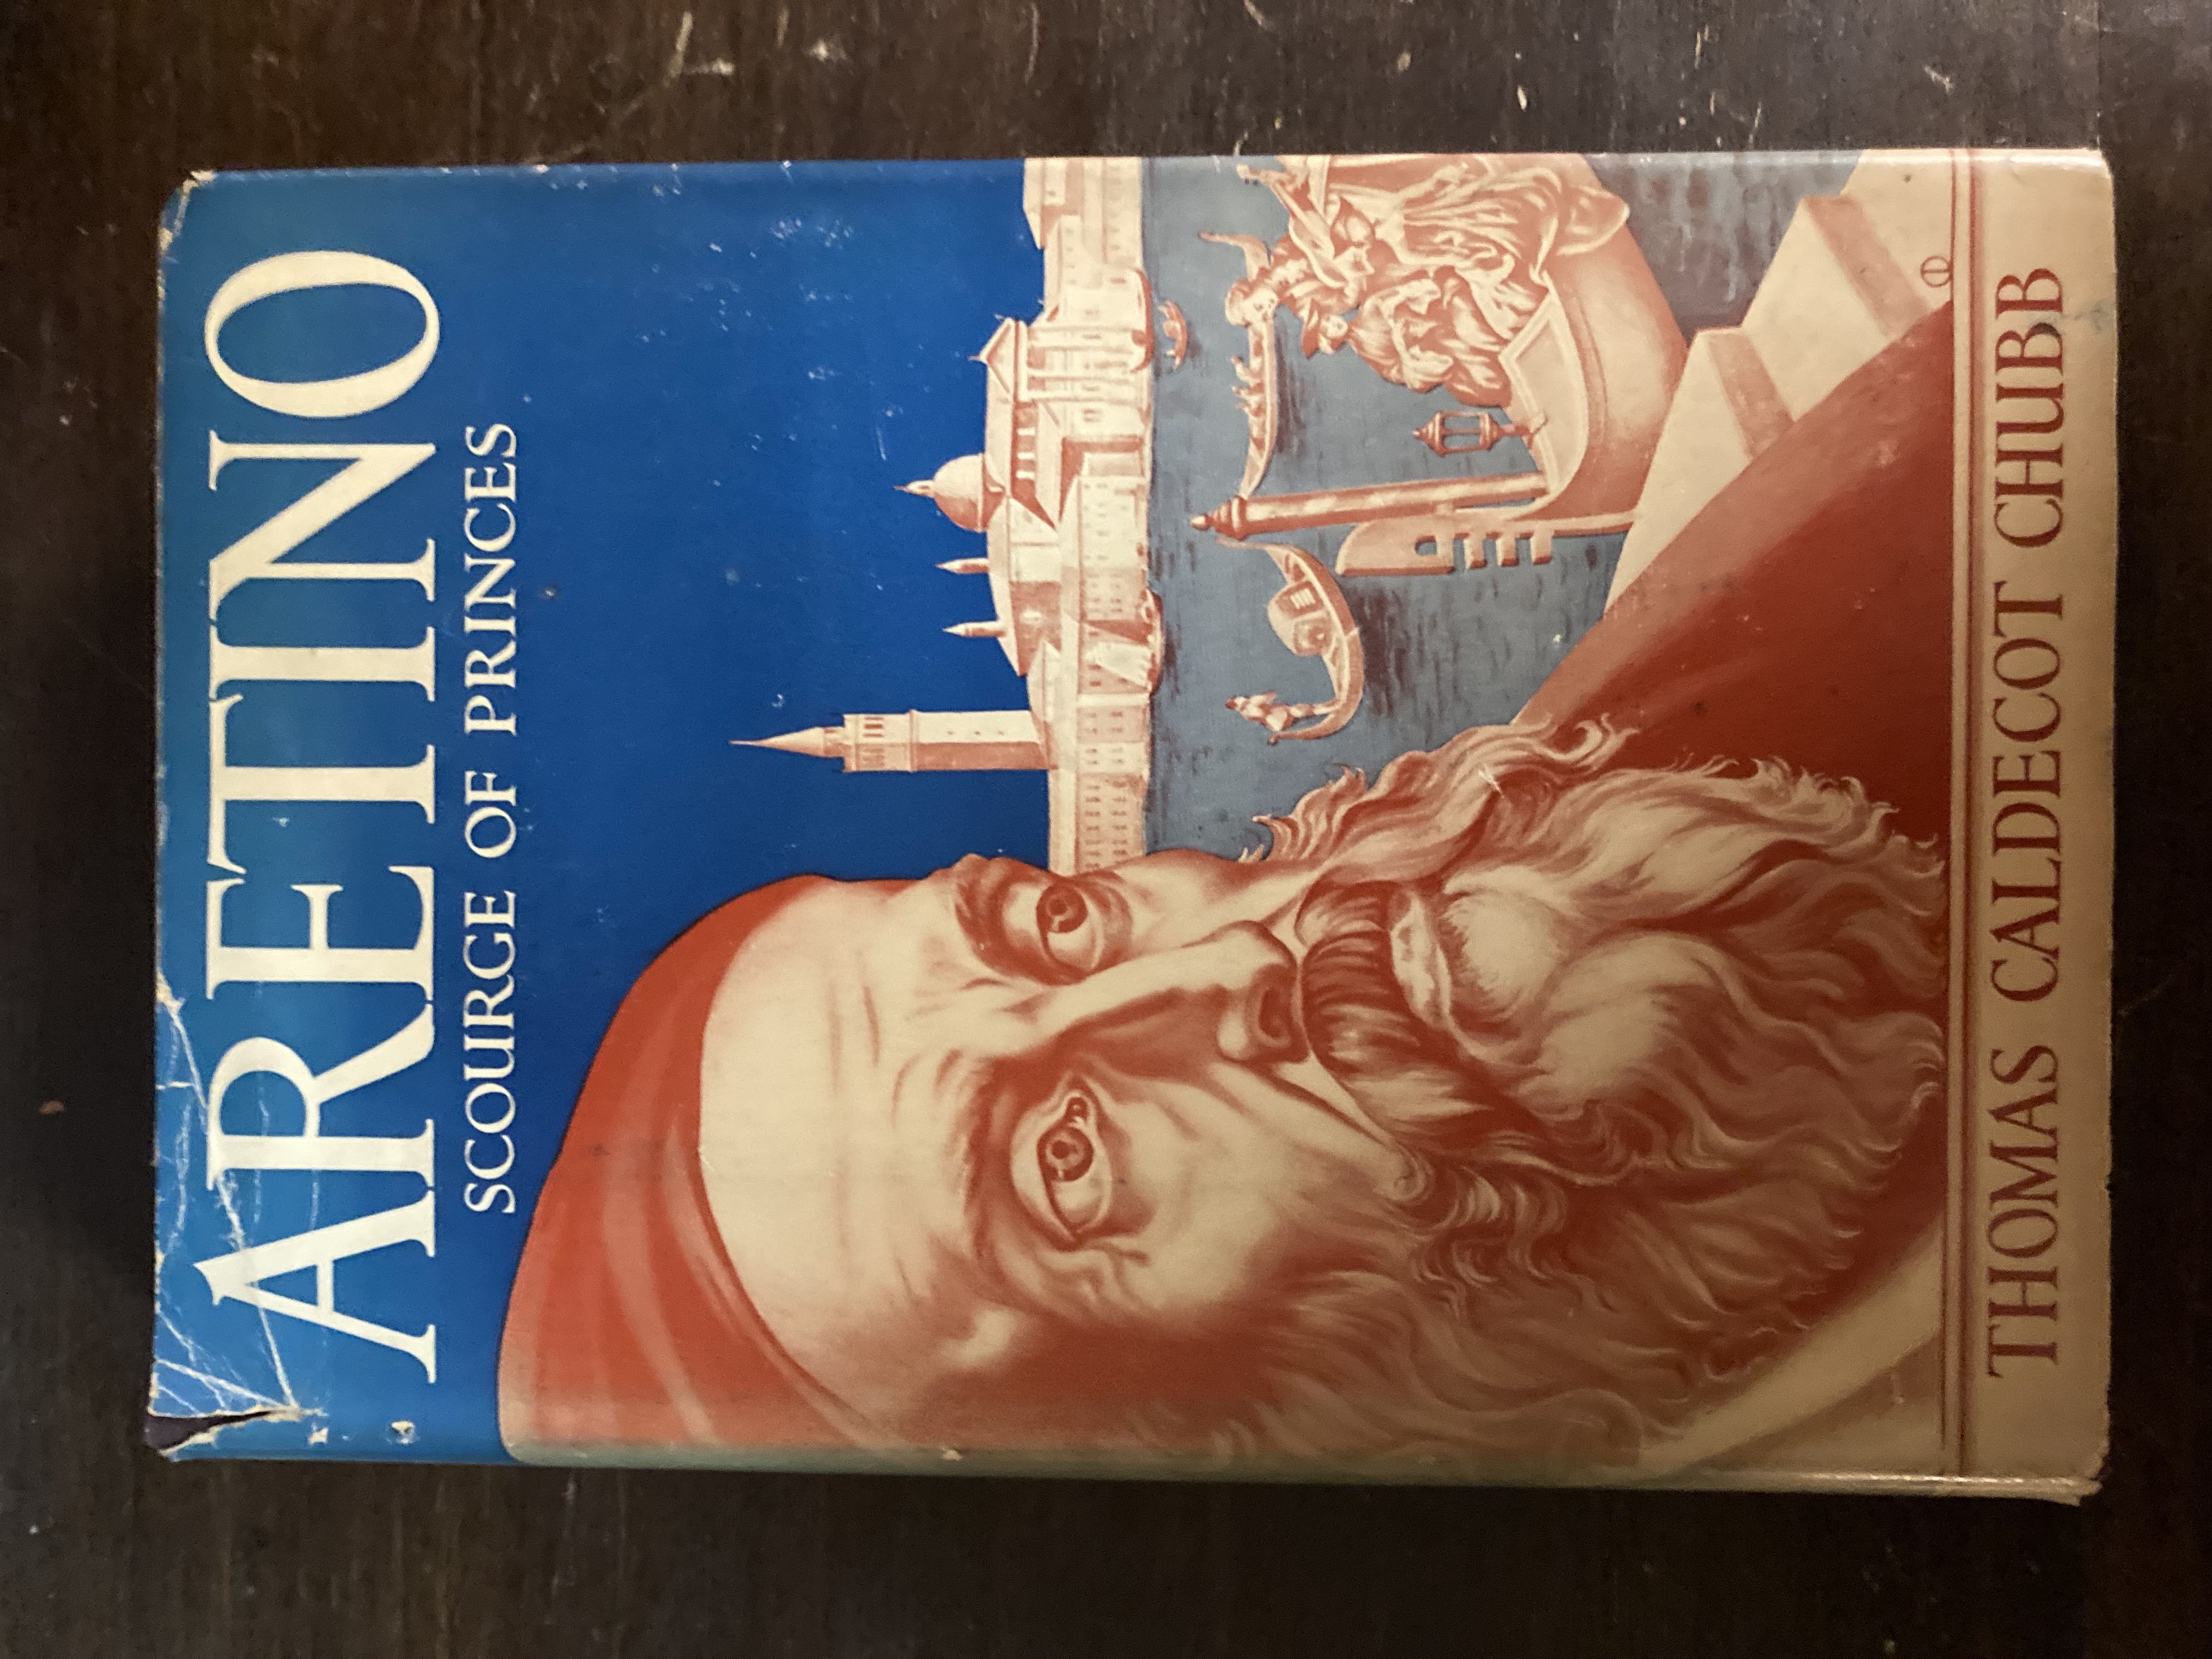 ARETINO
SCOURGE OF PRINCES
THOMAS CALDECOT CHUBB